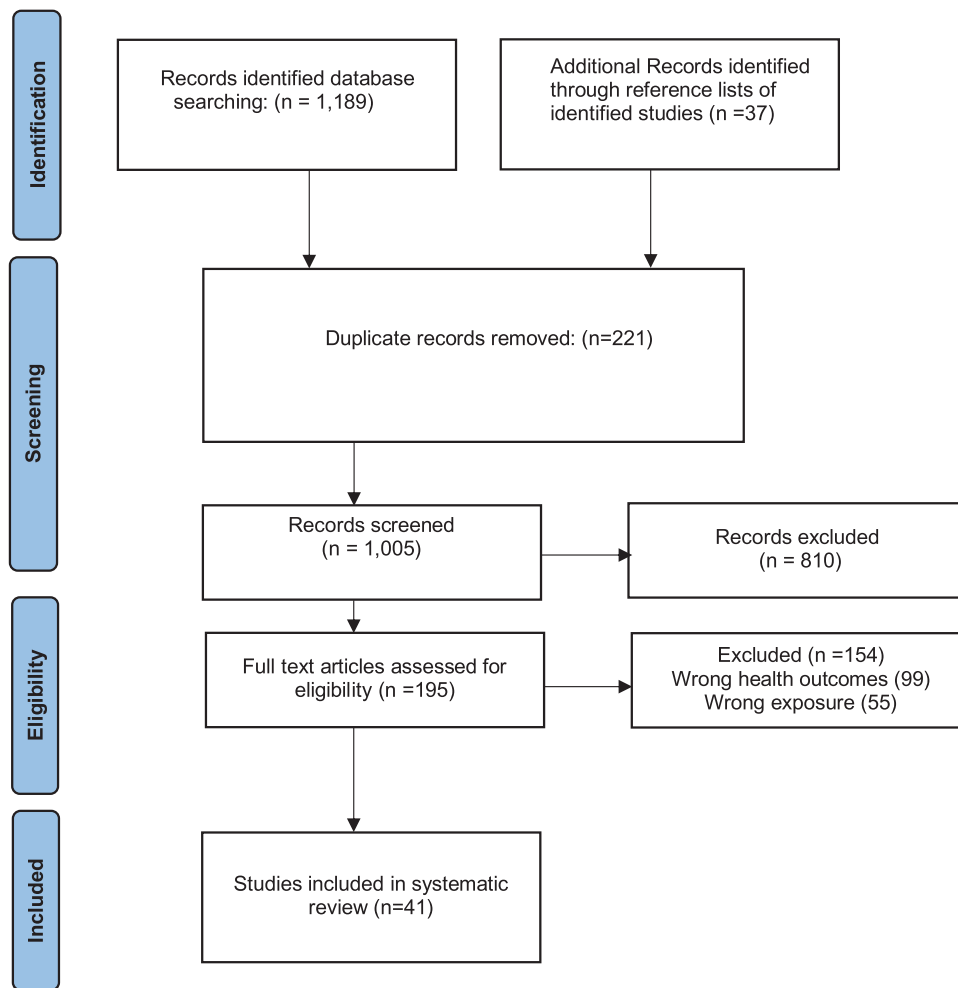 Identification
Records identified database
searching: (n = 1,189)
Additional Records identified
through reference lists of
identified studies (n =37)
Screening
Duplicate records removed: (n=221)
Records screened
(n = 1,005)
Records excluded
(n = 810)
Eligibility
Full text articles assessed for
eligibility (n =195)
Excluded (n =154)
Wrong health outcomes (99)
Wrong exposure (55)
Included
Studies included in systematic
review (n=41)